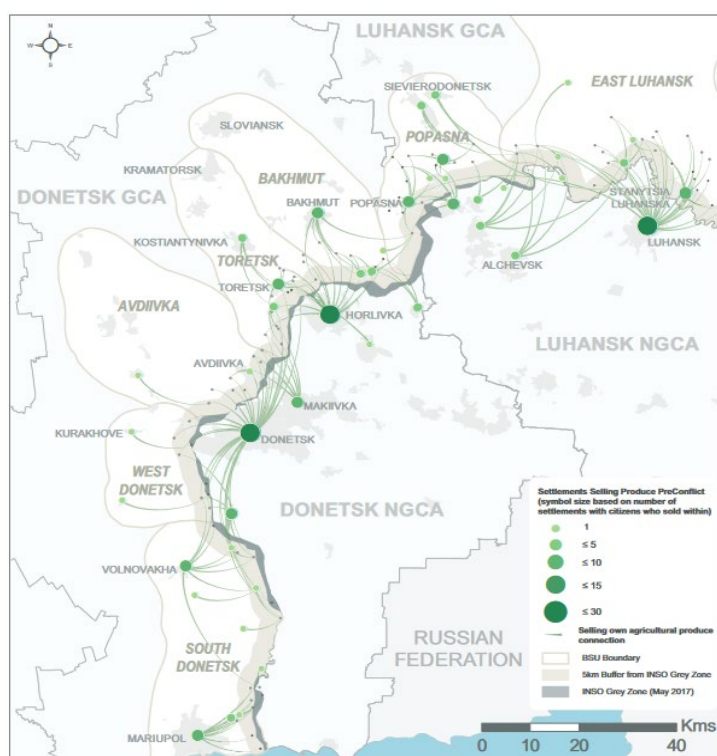 N
W E
S
LUHANSK GCA
EAST LUHANSK
SIEVIERODONETSK
SLOVIANSK
POPASNA
KRAMATORSK
BAKHMUT
DONETSK GCA
STANYTSIA
LUHANSKA
BAKHMUT
POPASNA
LUHANSK
KOSTIANTYNIVKA
TORETSK
ALCHEVSK
TORETSK
AVDIIVKA
HORLIVKA
LUHANSK NGCA
AVDIIVKA
MAKIIVKA
KURAKHOVE
DONETSK
WEST
DONETSK
DONETSK NGCA
VOLNOVAKHA
SOUTH
DONETSK
RUSSIAN
FEDERATION
MARIUPOL
Settlements Selling Produce PreConflict
(symbol size based on number of
settlements with citizens who sold within)
1
≤ 5
≤ 10
≤ 15
≤ 30
Selling own agricultural produce
connection
BSU Boundary
5km Buffer from INSO Grey Zone
INSO Grey Zone (May 2017)
Kms
0 10 20 40